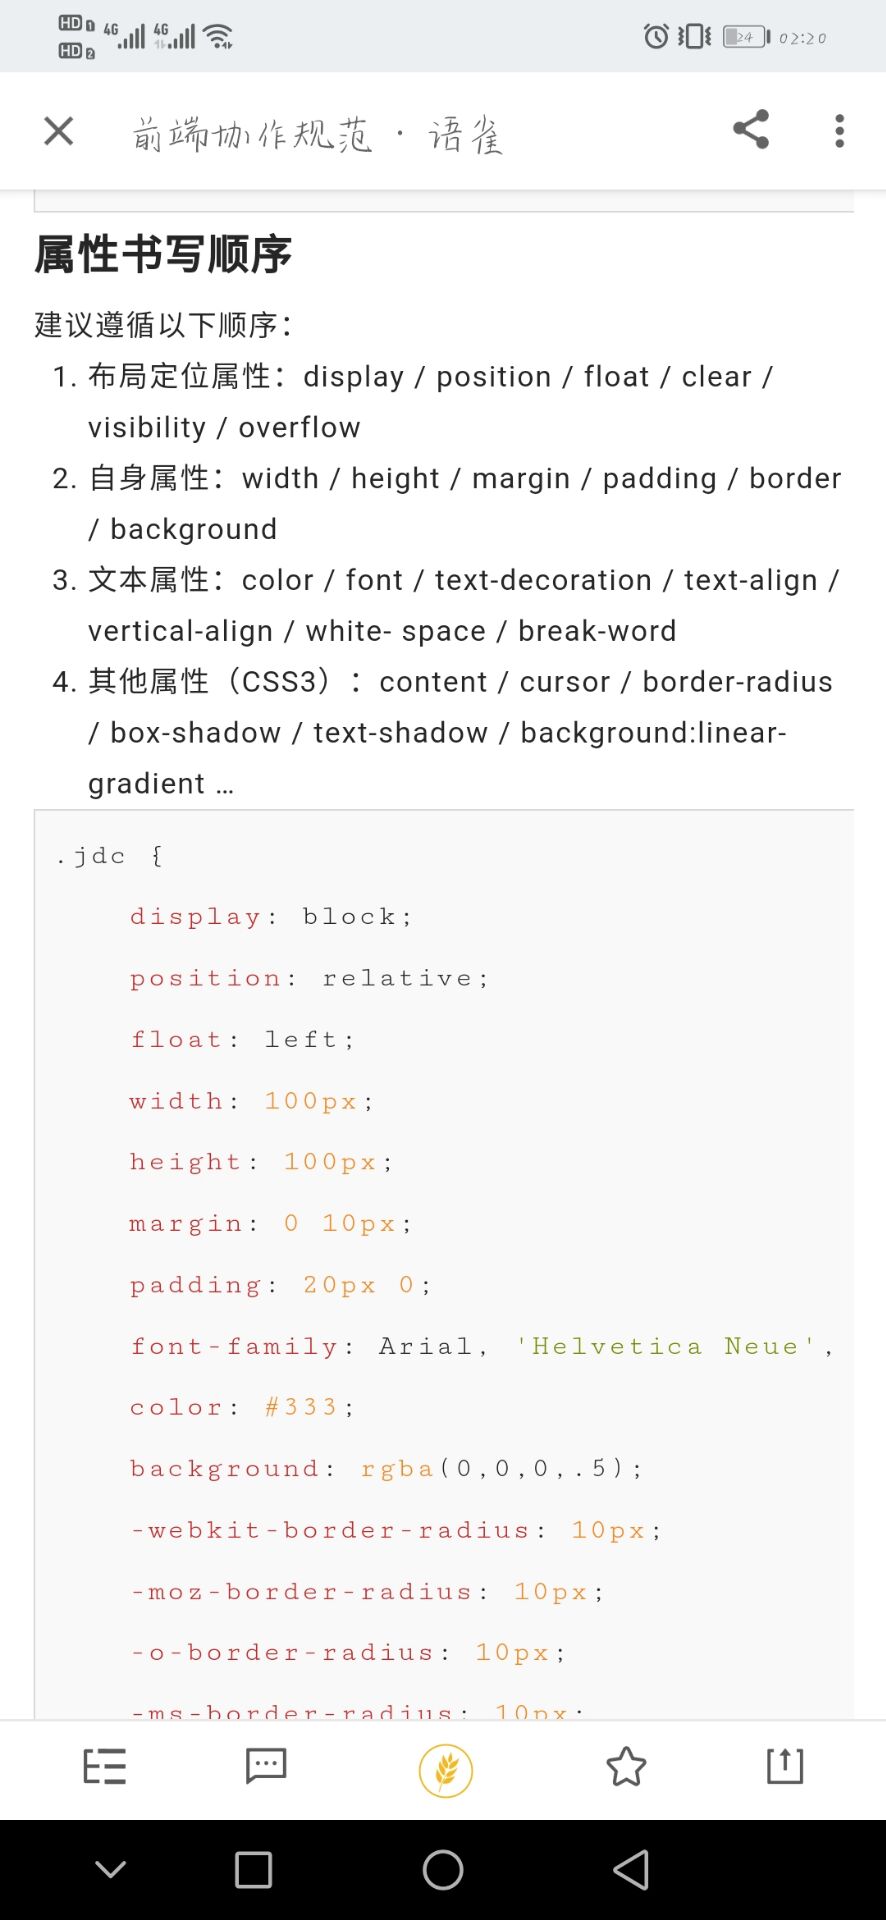 HD 1 4G 4G
HD 2
24 02:20
前端协作规范 · 语雀
属性书写顺序
建议遵循以下顺序：
1. 布局定位属性：display / position / float / clear /
visibility / overflow
2. 自身属性：width / height / margin / padding / border
/ background
3. 文本属性：color / font / text-decoration / text-align /
vertical-align / white- space / break-word
4. 其他属性（CSS3）：content / cursor / border-radius
/ box-shadow / text-shadow / background:linear-
gradient …
.jdc {
display: block;
position: relative;
float: left;
width: 100px;
height: 100px;
margin: 0 10px;
padding: 20px 0;
font-family: Arial, 'Helvetica Neue',
color: #333;
background: rgba(0,0,0,.5);
-webkit-border-radius: 10px;
-moz-border-radius: 10px;
-o-border-radius: 10px;
-ms-border-radius: 10px;